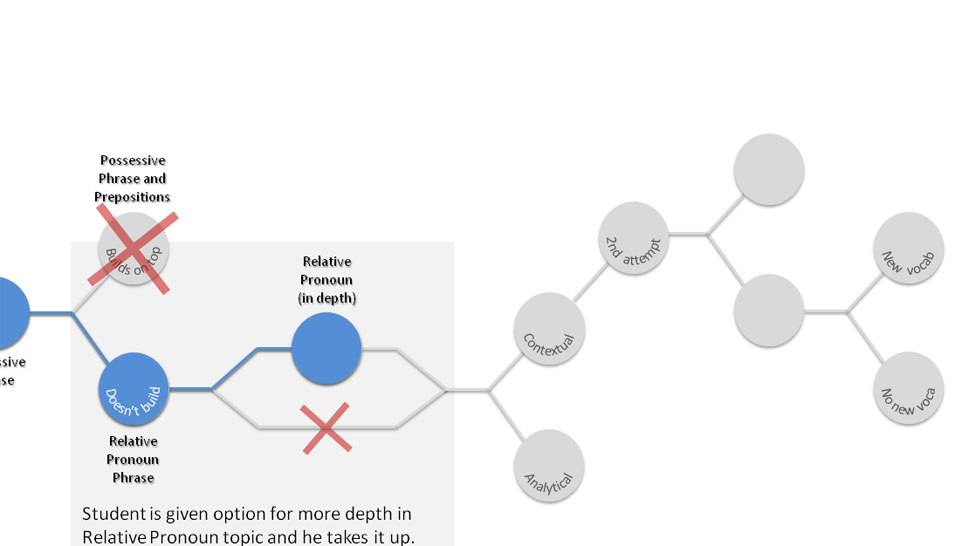 Possessive
Phrase and
Prepositions
Builds on top
ssive
se
Doesn't build
Relative
Pronoun
Phrase
Relative
Pronoun
(in depth)
Contextual
Analytical
2nd attempt
New vocab
No new voca
Student is given option for more depth in
Relative Pronoun topic and he takes it up.